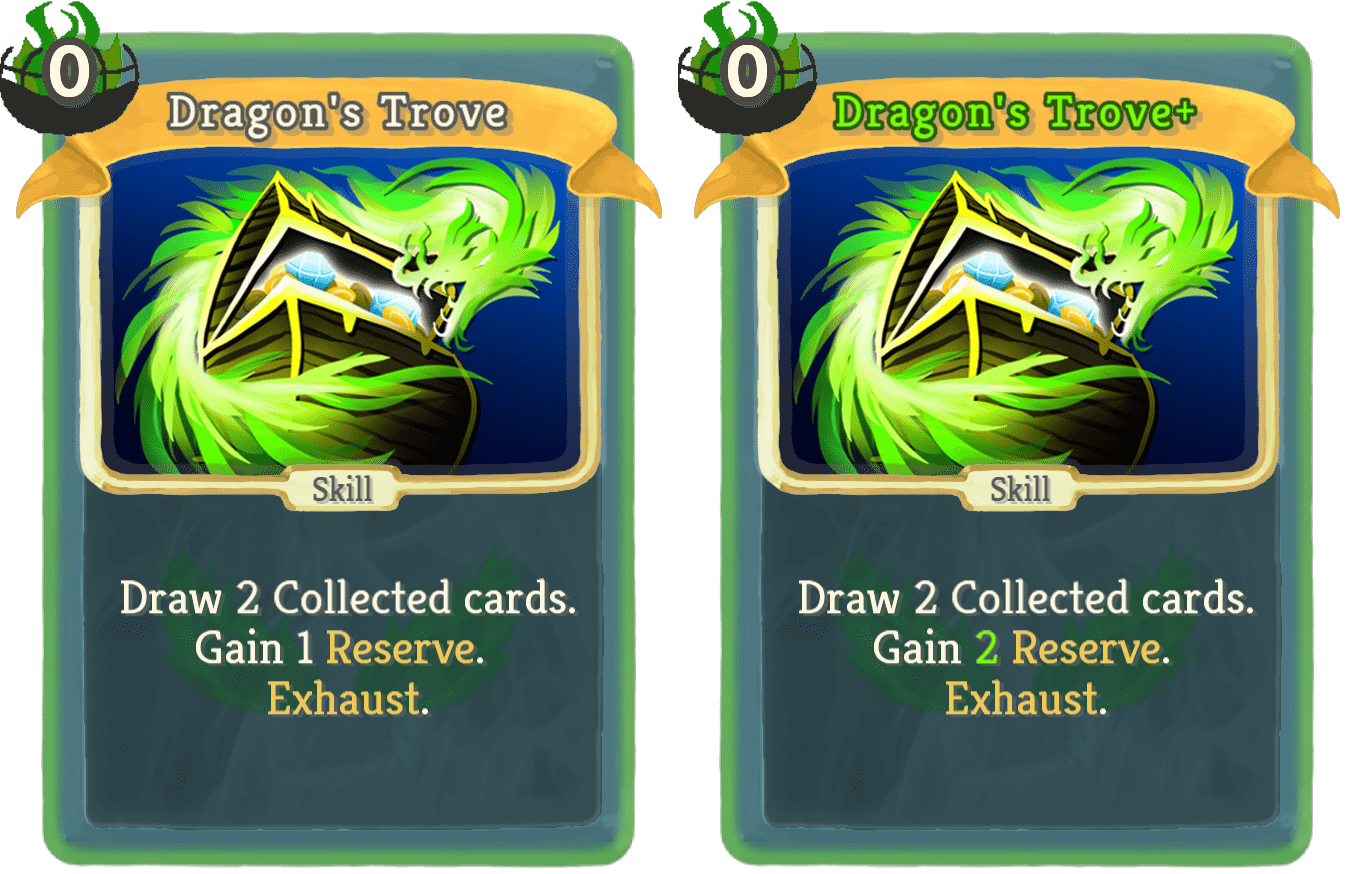 0
Dragon's Trove
Skill
Draw 2 Collected cards.
Gain 1 Reserve.
Exhaust.
0
Dragon's Trove+
Skill
Draw 2 Collected cards.
Gain 2 Reserve.
Exhaust.